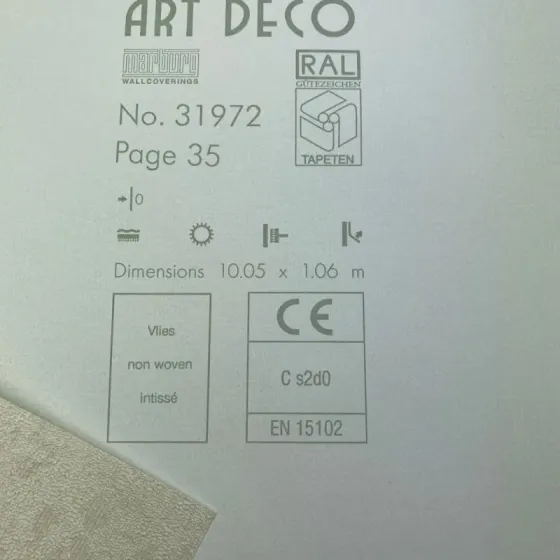 ART DECO
marburg
WALLCOVERINGS
RAL
GÜTEZEICHEN
TAPETEN
No. 31972
Page 35
0
Dimensions 10.05 x 1.06 m
Vlies
non woven
intissé
CE
C s2d0
EN 15102